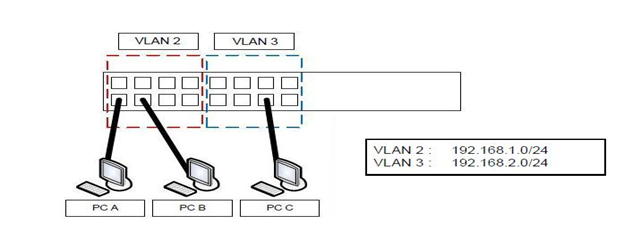 VLAN 2
VLAN 3
VLAN 2 : 192.168.1.0/24
VLAN 3 : 192.168.2.0/24
PC A
PC B
PC C